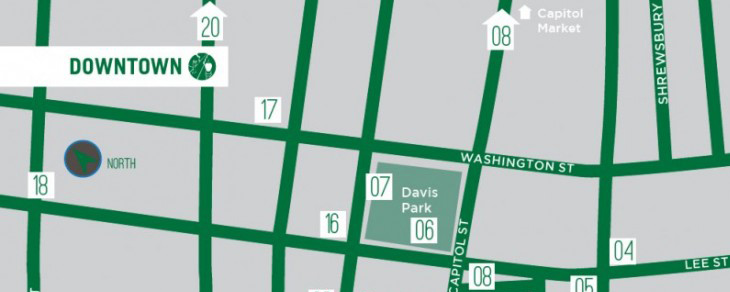 20
08
Capitol
Market
SHREWSBURY
DOWNTOWN
17
WASHINGTON ST
NORTH
18
07
Davis
Park
16
06
CAPITOL ST
04
LEE ST
08
05